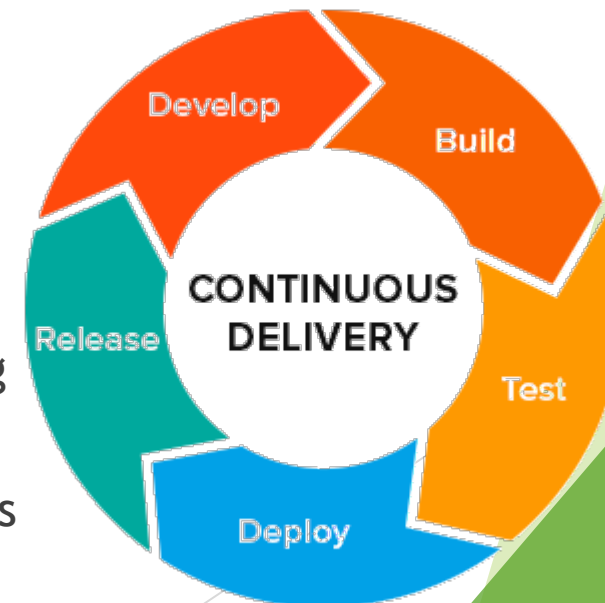 Develop
Build
CONTINUOUS
DELIVERY
Release
Test
Deploy
g
s